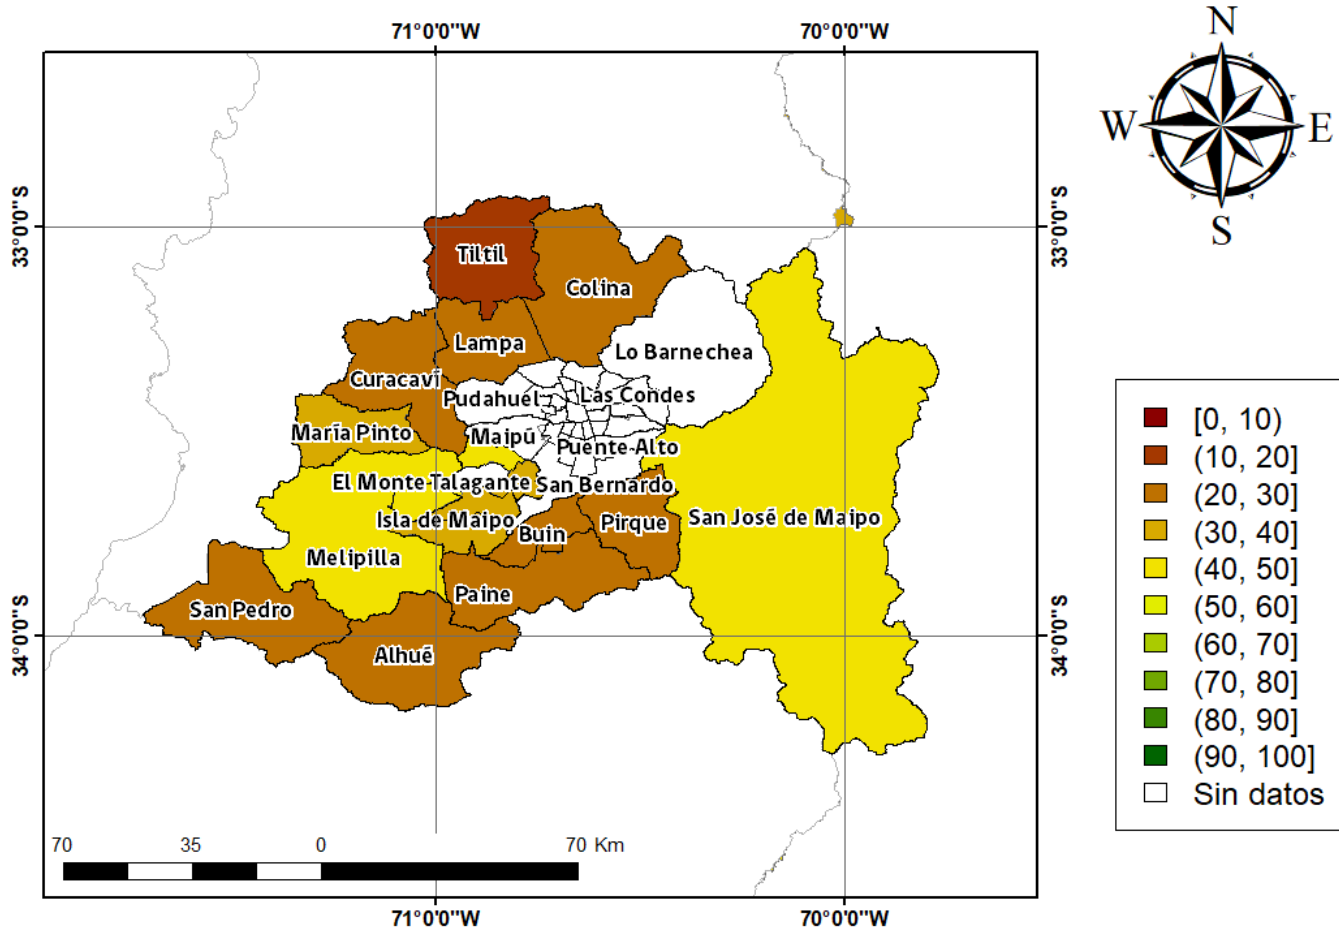 71°0'0"W
70°0'0"W
N
W
E
S
33°0'0"S
33°0'0"S
Tiltil
Colina
Lampa
Lo Barnechea
Curacaví
Pudahuel
Las Condes
María Pinto
Maipú
Puente Alto
El Monte
Talagante
San Bernardo
Isla de Maipo
Buin
Pirque
San José de Maipo
Melipilla
Paine
San Pedro
Alhué
34°0'0"S
34°0'0"S
[0, 10)
(10, 20]
(20, 30]
(30, 40]
(40, 50]
(50, 60]
(60, 70]
(70, 80]
(80, 90]
(90, 100]
Sin datos
70 35 0 70 Km
71°0'0"W
70°0'0"W